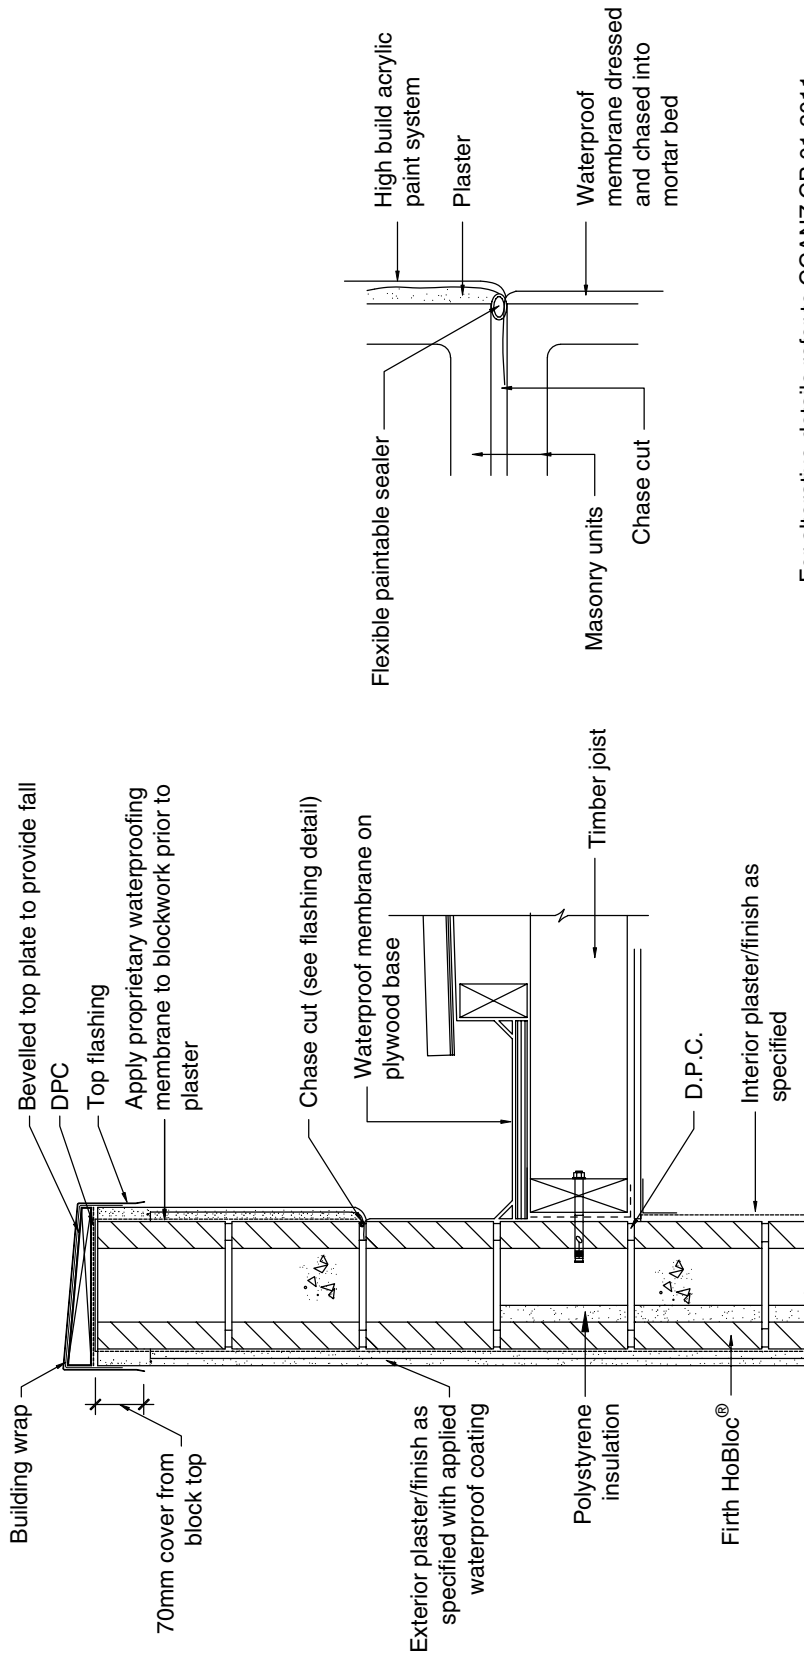 Building wrap
70mm cover from
block top
Exterior plaster/finish as
specified with applied
waterproof coating
Polystyrene
insulation
Firth HoBloc®
Bevelled top plate to provide fall
DPC
Top flashing
Apply proprietary waterproofing
membrane to blockwork prior to
plaster
Chase cut (see flashing detail)
Waterproof membrane on
plywood base
Timber joist
D.P.C.
Interior plaster/finish as
specified
Flexible paintable sealer
Masonry units
Chase cut
High build acrylic
paint system
Plaster
Waterproof
membrane dressed
and chased into
mortar bed